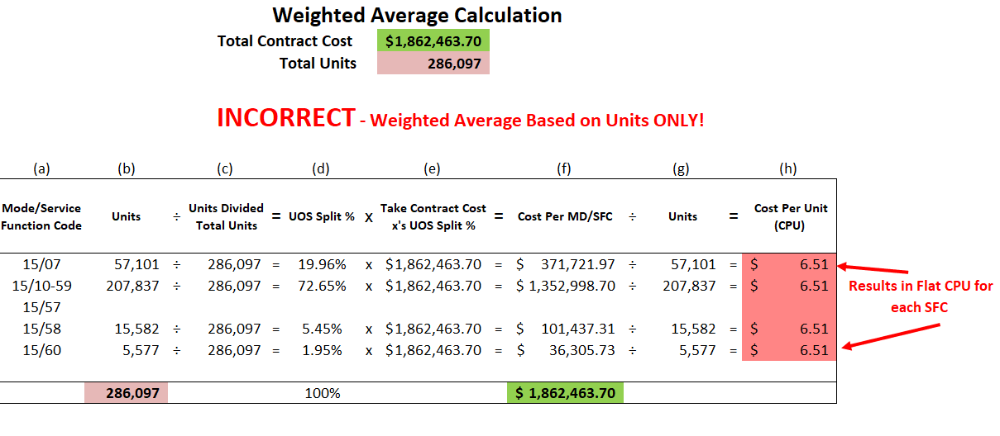 Weighted Average Calculation
Total Contract Cost $1,862,463.70
Total Units 286,097
INCORRECT - Weighted Average Based on Units ONLY!
(a) (b) (c) (d) (e) (f) (g) (h)
Mode/Service Function Code Units ÷ Units Divided Total Units = UOS Split % x Take Contract Cost x's UOS Split % = Cost Per MD/SFC ÷ Units = Cost Per Unit (CPU)
15/07 57,101 ÷ 286,097 = 19.96% x $1,862,463.70 = $ 371,721.97 ÷ 57,101 = $ 6.51
15/10-59 207,837 ÷ 286,097 = 72.65% x $1,862,463.70 = $ 1,352,998.70 ÷ 207,837 = $ 6.51
15/57
15/58 15,582 ÷ 286,097 = 5.45% x $1,862,463.70 = $ 101,437.31 ÷ 15,582 = $ 6.51
15/60 5,577 ÷ 286,097 = 1.95% x $1,862,463.70 = $ 36,305.73 ÷ 5,577 = $ 6.51
Results in Flat CPU for
each SFC
286,097 100% $ 1,862,463.70